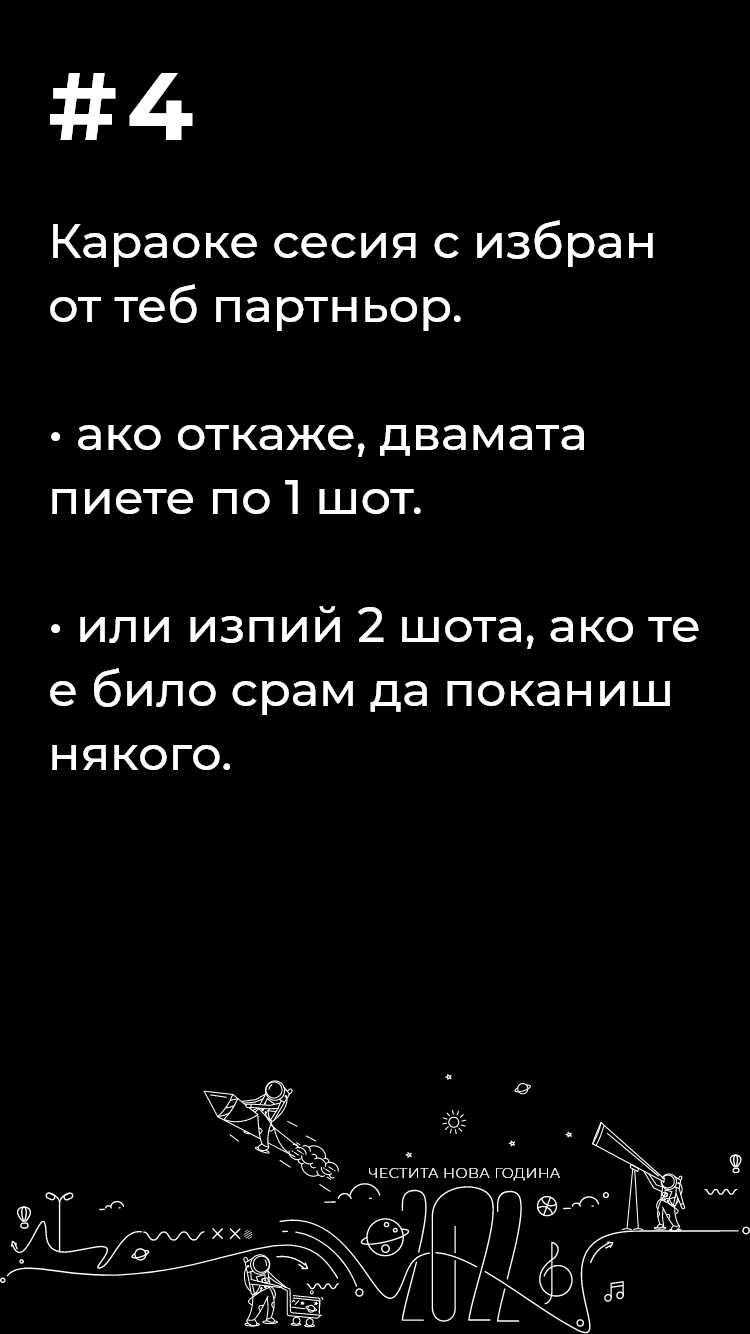 #4
Караоке сесия с избран
от теб партньор.
• ако откаже, двамата
пиете по 1 шот.
• или изпий 2 шота, ако те
е било срам да поканиш
някого.
ЧЕСТИТА НОВА ГОДИНА
2022